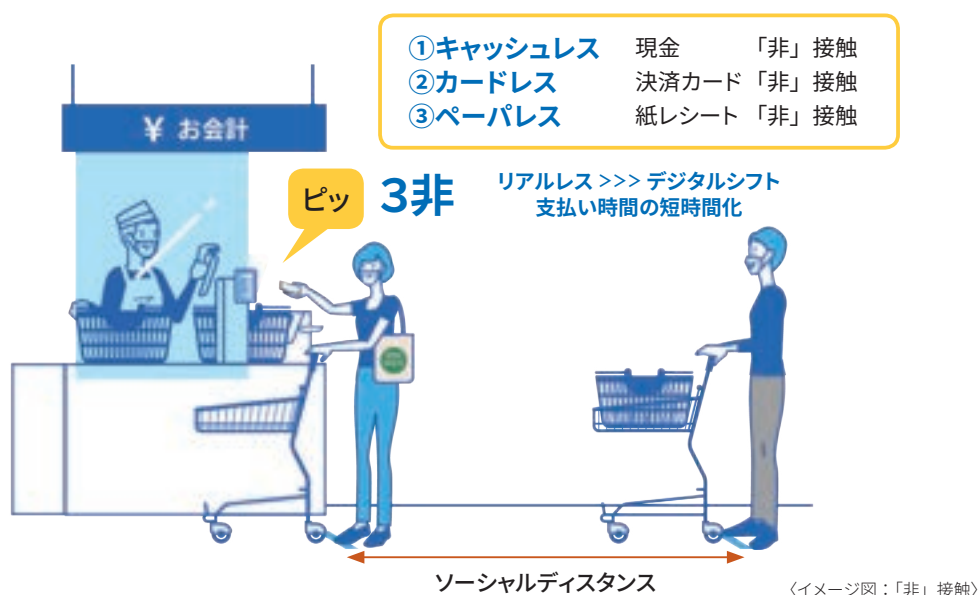 ①キャッシュレス 現金 「非」接触
②カードレス 決済カード「非」接触
③ペーパレス 紙レシート「非」接触
¥ お会計
ピッ
3非
リアルレス >>> デジタルシフト
支払い時間の短時間化
ソーシャルディスタンス
〈イメージ図:「非」接触〉